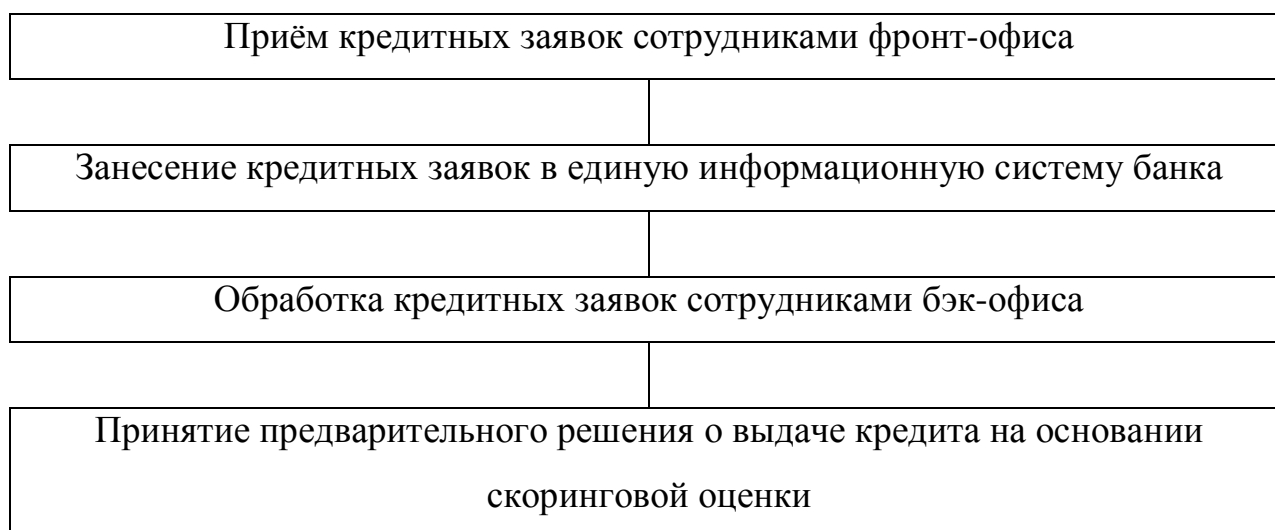 Приём кредитных заявок сотрудниками фронт-офиса
Занесение кредитных заявок в единую информационную систему банка
Обработка кредитных заявок сотрудниками бэк-офиса
Принятие предварительного решения о выдаче кредита на основании
скоринговой оценки